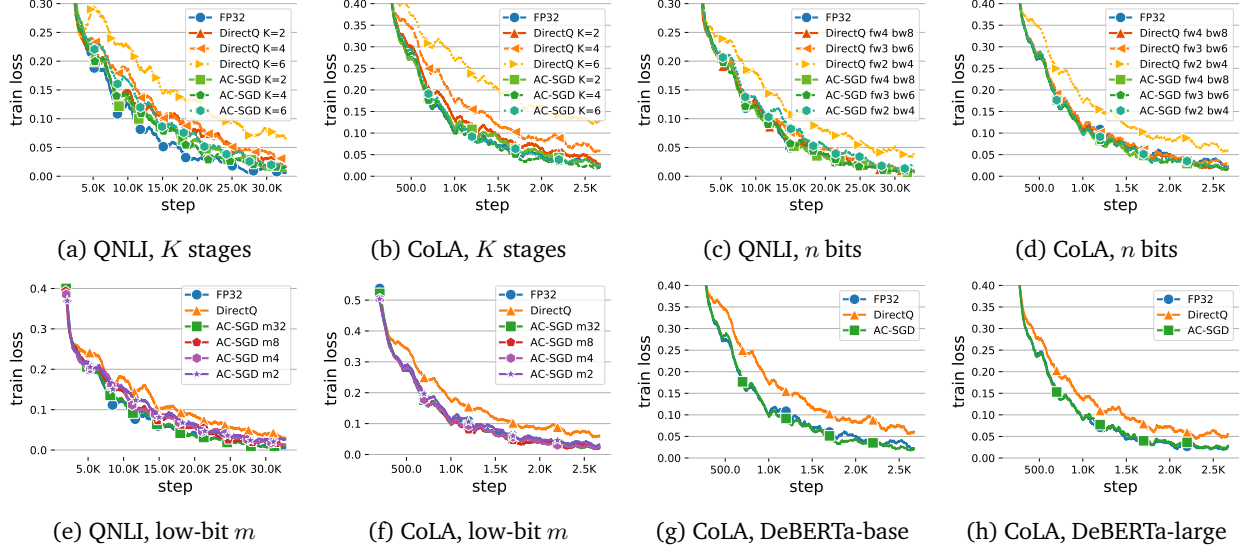 0.30
0.25
0.20
0.15
0.10
0.05
0.00
train loss
5.0K 10.0K 15.0K 20.0K 25.0K 30.0K
step
FP32
DirectQ K=2
DirectQ K=4
DirectQ K=6
AC-SGD K=2
AC-SGD K=4
AC-SGD K=6
(a) QNLI, K stages
0.40
0.35
0.30
0.25
0.20
0.15
0.10
0.05
0.00
train loss
500.0 1.0K 1.5K 2.0K 2.5K
step
FP32
DirectQ K=2
DirectQ K=4
DirectQ K=6
AC-SGD K=2
AC-SGD K=4
AC-SGD K=6
(b) CoLA, K stages
0.30
0.25
0.20
0.15
0.10
0.05
0.00
train loss
5.0K 10.0K 15.0K 20.0K 25.0K 30.0K
step
FP32
DirectQ fw4 bw8
DirectQ fw3 bw6
DirectQ fw2 bw4
AC-SGD fw4 bw8
AC-SGD fw3 bw6
AC-SGD fw2 bw4
(c) QNLI, n bits
0.40
0.35
0.30
0.25
0.20
0.15
0.10
0.05
0.00
train loss
500.0 1.0K 1.5K 2.0K 2.5K
step
FP32
DirectQ fw4 bw8
DirectQ fw3 bw6
DirectQ fw2 bw4
AC-SGD fw4 bw8
AC-SGD fw3 bw6
AC-SGD fw2 bw4
(d) CoLA, n bits
0.4
0.3
0.2
0.1
0.0
train loss
5.0K 10.0K 15.0K 20.0K 25.0K 30.0K
step
FP32
DirectQ
AC-SGD m32
AC-SGD m8
AC-SGD m4
AC-SGD m2
(e) QNLI, low-bit m
0.5
0.4
0.3
0.2
0.1
0.0
train loss
500.0 1.0K 1.5K 2.0K 2.5K
step
FP32
DirectQ
AC-SGD m32
AC-SGD m8
AC-SGD m4
AC-SGD m2
(f) CoLA, low-bit m
0.40
0.35
0.30
0.25
0.20
0.15
0.10
0.05
0.00
train loss
500.0 1.0K 1.5K 2.0K 2.5K
step
FP32
DirectQ
AC-SGD
(g) CoLA, DeBERTa-base
0.40
0.35
0.30
0.25
0.20
0.15
0.10
0.05
0.00
train loss
500.0 1.0K 1.5K 2.0K 2.5K
step
FP32
DirectQ
AC-SGD
(h) CoLA, DeBERTa-large